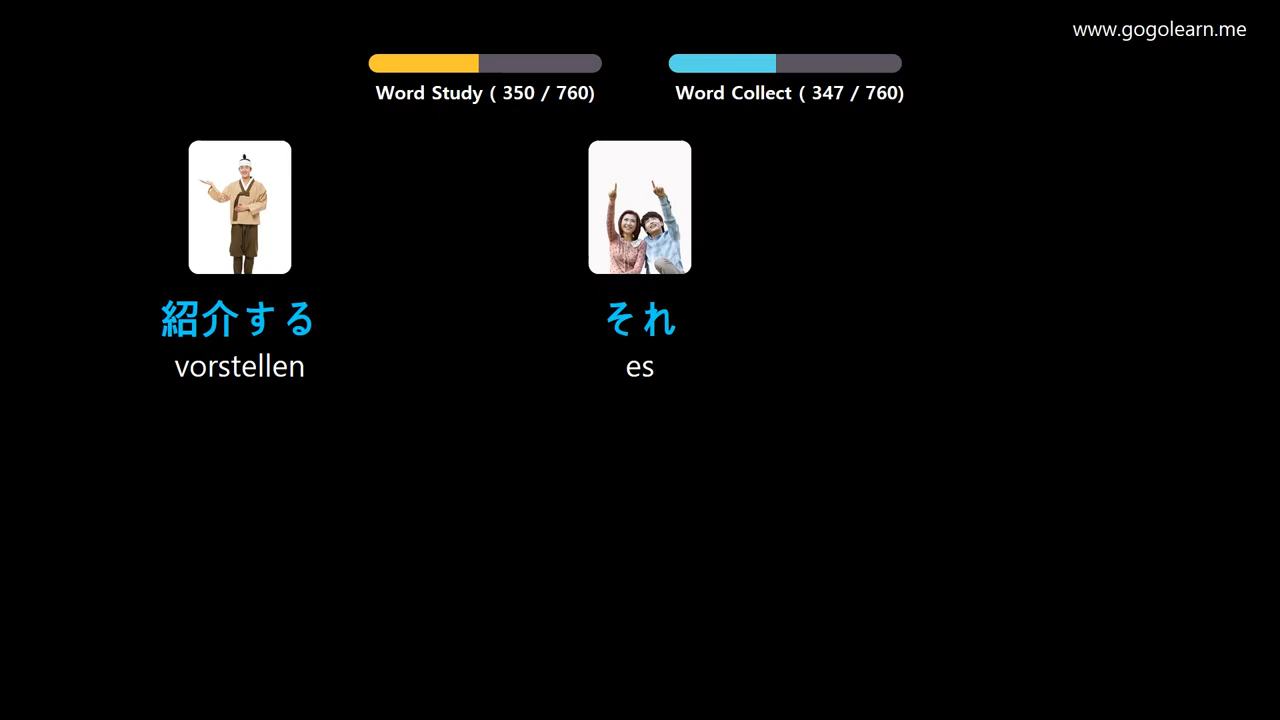 www.gogolearn.me
Word Study ( 350 / 760)
Word Collect ( 347 / 760)
紹介する
vorstellen
それ
es